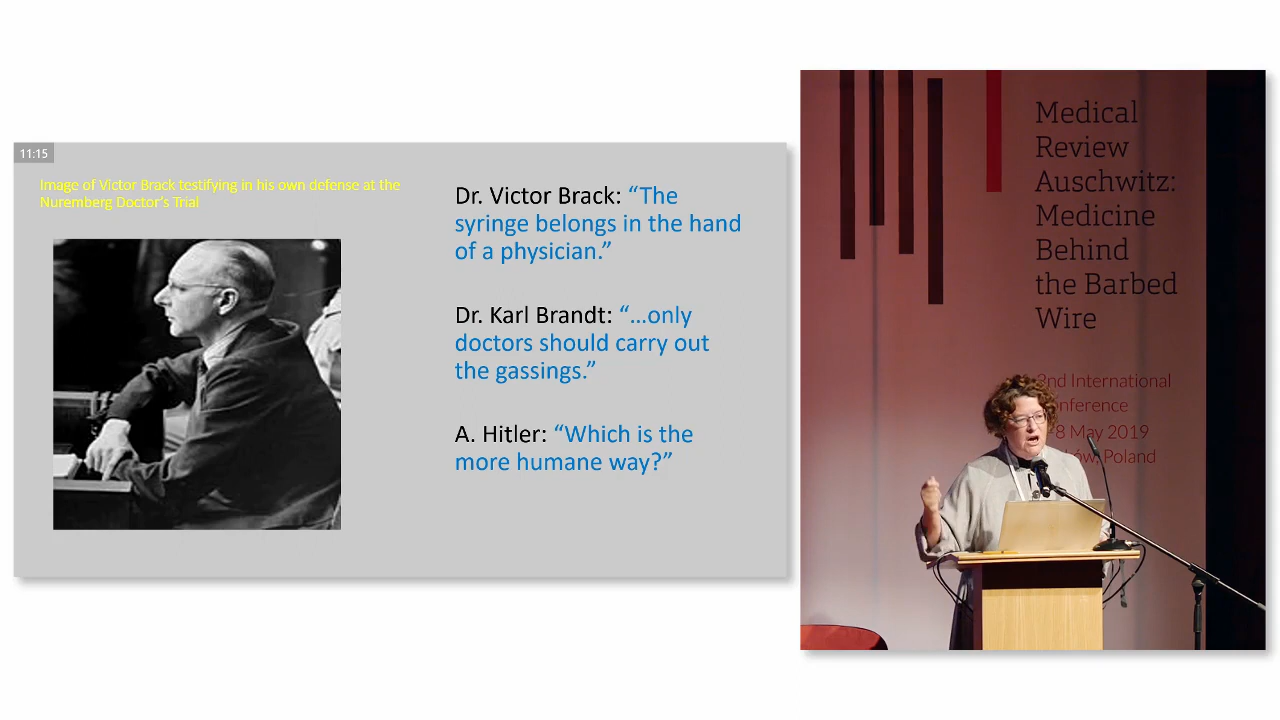 11:15
Image of Victor Brack testifying in his own defense at the
Nuremberg Doctor's Trial
Dr. Victor Brack: “The
syringe belongs in the hand
of a physician.”
Dr. Karl Brandt: “...only
doctors should carry out
the gassings.”
A. Hitler: “Which is the
more humane way?”
Medical
Review
Auschwitz:
Medicine
Behind
the Barbed
Wire
2nd International
Conference
8 May 2019
Poland